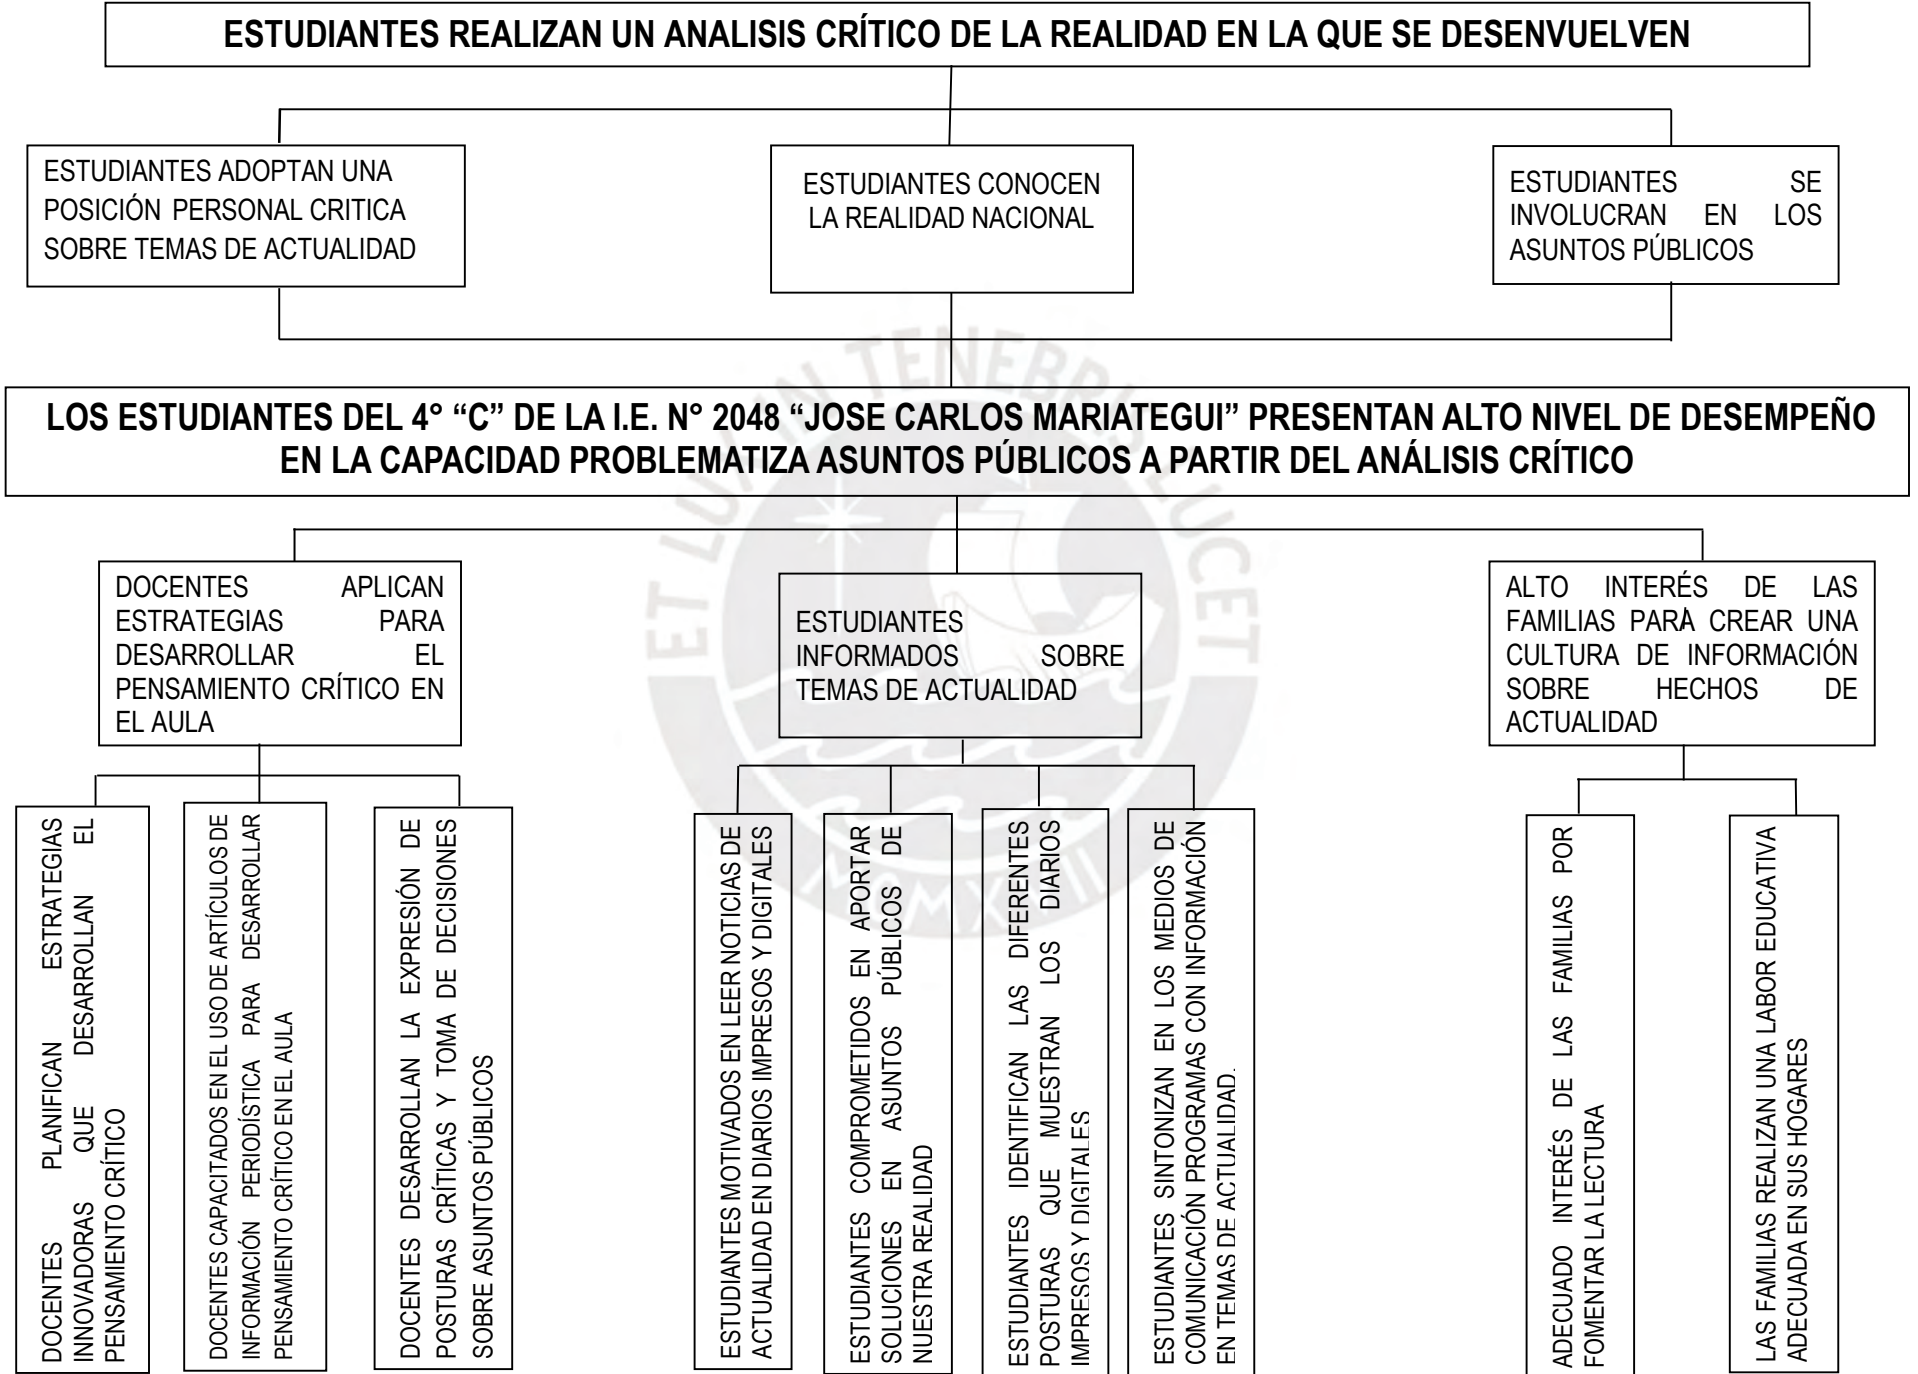 ESTUDIANTES REALIZAN UN ANALISIS CRÍTICO DE LA REALIDAD EN LA QUE SE DESENVUELVEN
ESTUDIANTES ADOPTAN UNA
POSICIÓN PERSONAL CRITICA
SOBRE TEMAS DE ACTUALIDAD
ESTUDIANTES CONOCEN
LA REALIDAD NACIONAL
ESTUDIANTES SE
INVOLUCRAN EN LOS
ASUNTOS PÚBLICOS
LOS ESTUDIANTES DEL 4° “C” DE LA I.E. N° 2048 “JOSE CARLOS MARIATEGUI” PRESENTAN ALTO NIVEL DE DESEMPEÑO
EN LA CAPACIDAD PROBLEMATIZA ASUNTOS PÚBLICOS A PARTIR DEL ANÁLISIS CRÍTICO
DOCENTES APLICAN
ESTRATEGIAS PARA
DESARROLLAR EL
PENSAMIENTO CRÍTICO EN
EL AULA
ESTUDIANTES
INFORMADOS SOBRE
TEMAS DE ACTUALIDAD
ALTO INTERÉS DE LAS
FAMILIAS PARA CREAR UNA
CULTURA DE INFORMACIÓN
SOBRE HECHOS DE
ACTUALIDAD
DOCENTES PLANIFICAN ESTRATEGIAS
INNOVADORAS QUE DESARROLLAN EL
PENSAMIENTO CRÍTICO
DOCENTES CAPACITADOS EN EL USO DE ARTÍCULOS DE
INFORMACIÓN PERIODÍSTICA PARA DESARROLLAR
PENSAMIENTO CRÍTICO EN EL AULA
DOCENTES DESARROLLAN LA EXPRESIÓN DE
POSTURAS CRÍTICAS Y TOMA DE DECISIONES
SOBRE ASUNTOS PÚBLICOS
ESTUDIANTES MOTIVADOS EN LEER NOTICIAS DE
ACTUALIDAD EN DIARIOS IMPRESOS Y DIGITALES
ESTUDIANTES COMPROMETIDOS EN APORTAR
SOLUCIONES EN ASUNTOS PÚBLICOS DE
NUESTRA REALIDAD
ESTUDIANTES IDENTIFICAN LAS DIFERENTES
POSTURAS QUE MUESTRAN LOS DIARIOS
IMPRESOS Y DIGITALES
ESTUDIANTES SINTONIIZAN EN LOS MEDIOS DE
COMUNICACIÓN PROGRAMAS CON INFORMACIÓN
EN TEMAS DE ACTUALIDAD.
ADECUADO INTERÉS DE LAS FAMILIAS POR
FOMENTAR LA LECTURA
LAS FAMILIAS REALIZAN UNA LABOR EDUCATIVA
ADECUADA EN SUS HOGARES
ET LUX IN TENEBRIS LUCET
MCMXVII